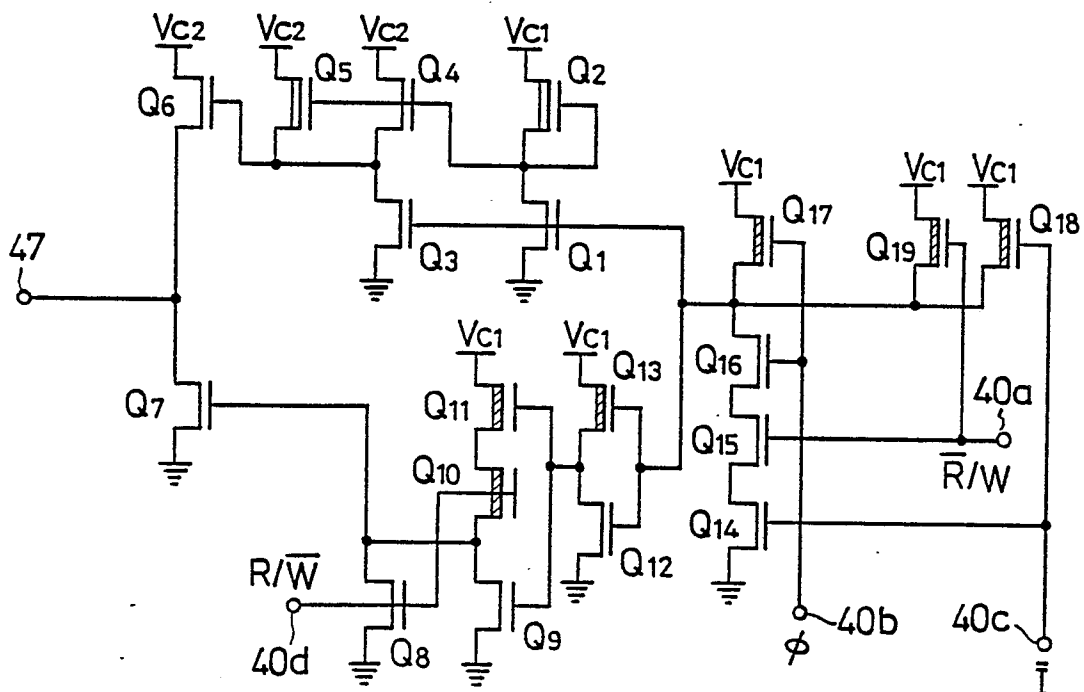 VC2 VC2 VC2 VC1
Q6 Q5 Q4 Q2
Q3 Q1
47
VC1 VC1 VC1
Q17 Q19 Q18
VC1 VC1
Q7 Q11 Q13 Q16
Q10 Q15 40a
R̅/W
Q12 Q14
R/W̅
40d Q8 Q9
40b 40c
ϕ